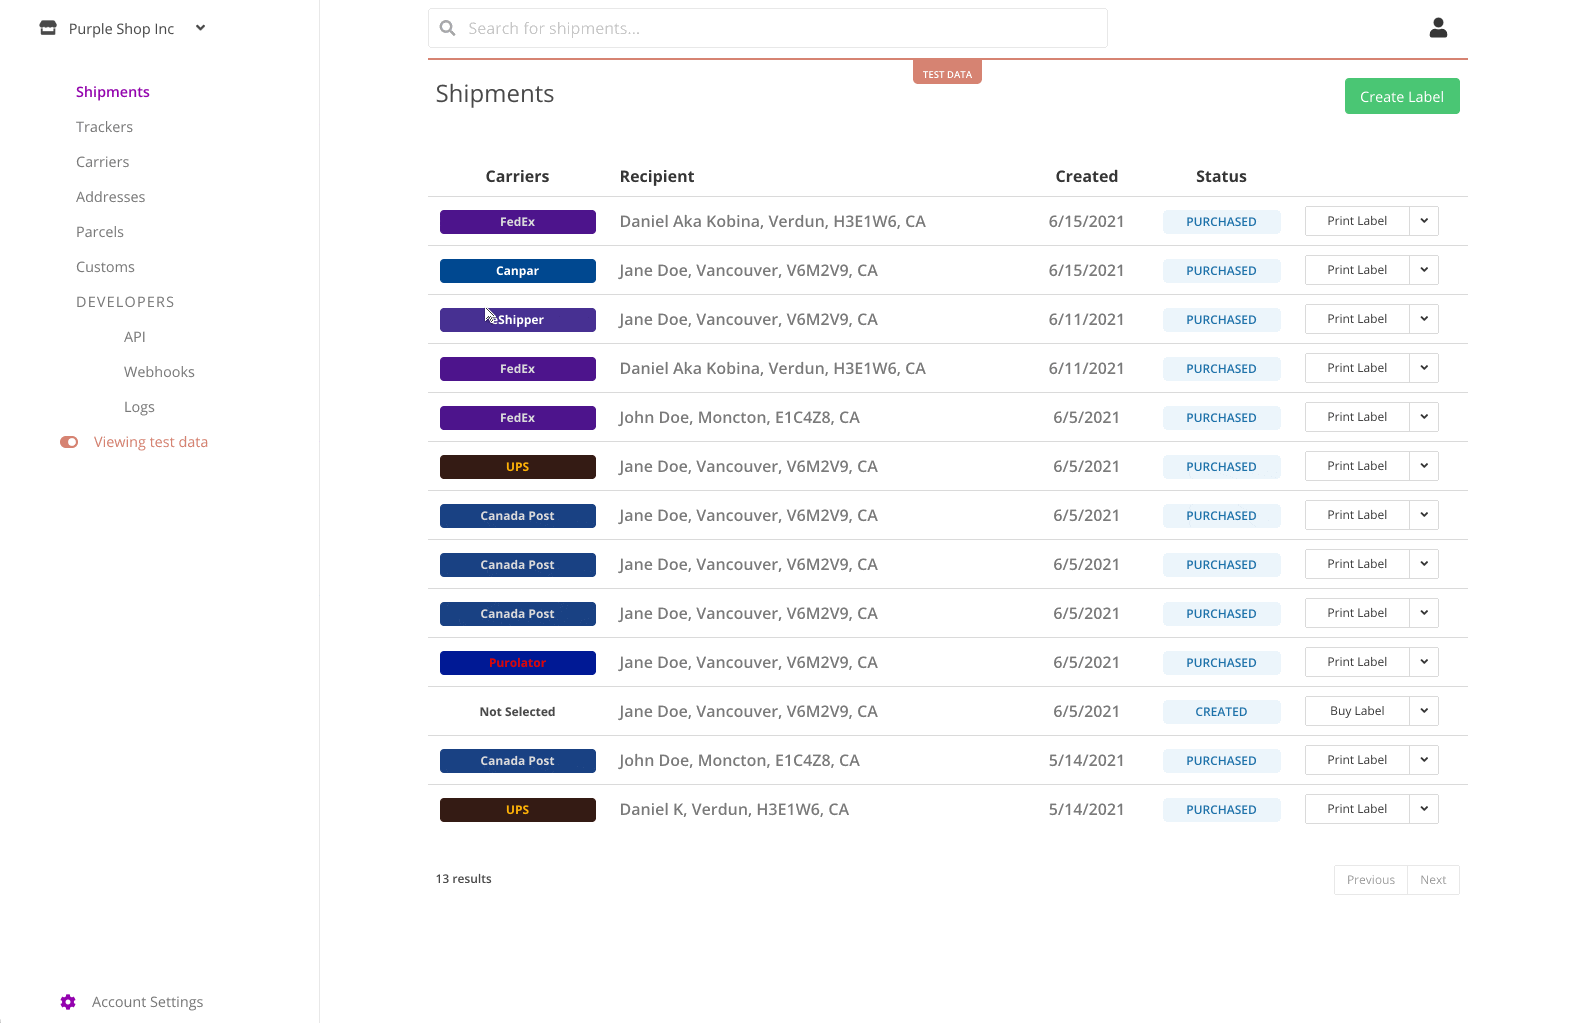 Purple Shop Inc
Search for shipments...
TEST DATA
Shipments
Trackers
Carriers
Addresses
Parcels
Customs
DEVELOPERS
API
Webhooks
Logs
Viewing test data
Account Settings
Shipments
Create Label
Carriers Recipient Created Status
FedEx Daniel Aka Kobina, Verdun, H3E1W6, CA 6/15/2021 PURCHASED Print Label
Canpar Jane Doe, Vancouver, V6M2V9, CA 6/15/2021 PURCHASED Print Label
eShipper Jane Doe, Vancouver, V6M2V9, CA 6/11/2021 PURCHASED Print Label
FedEx Daniel Aka Kobina, Verdun, H3E1W6, CA 6/11/2021 PURCHASED Print Label
FedEx John Doe, Moncton, E1C4Z8, CA 6/5/2021 PURCHASED Print Label
UPS Jane Doe, Vancouver, V6M2V9, CA 6/5/2021 PURCHASED Print Label
Canada Post Jane Doe, Vancouver, V6M2V9, CA 6/5/2021 PURCHASED Print Label
Canada Post Jane Doe, Vancouver, V6M2V9, CA 6/5/2021 PURCHASED Print Label
Canada Post Jane Doe, Vancouver, V6M2V9, CA 6/5/2021 PURCHASED Print Label
Purolator Jane Doe, Vancouver, V6M2V9, CA 6/5/2021 PURCHASED Print Label
Not Selected Jane Doe, Vancouver, V6M2V9, CA 6/5/2021 CREATED Buy Label
Canada Post John Doe, Moncton, E1C4Z8, CA 5/14/2021 PURCHASED Print Label
UPS Daniel K, Verdun, H3E1W6, CA 5/14/2021 PURCHASED Print Label
13 results
Previous Next